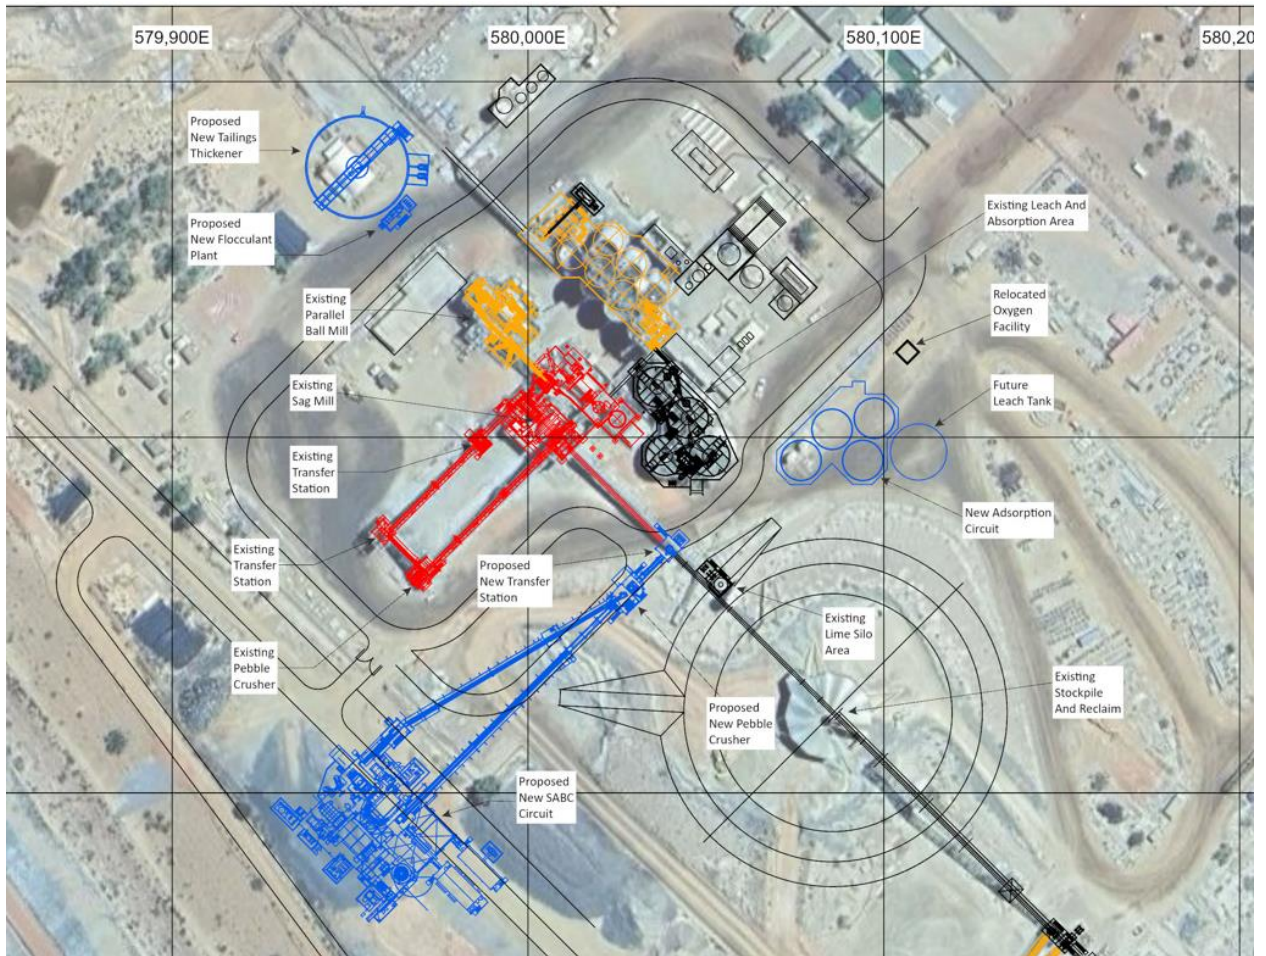 579,900E
580,000E
580,100E
580,20
Proposed
New Tailings
Thickener
Proposed
New Flocculant
Plant
Existing Leach And
Absorption Area
Existing
Parallel
Ball Mill
Relocated
Oxygen
Facility
Existing
Sag Mill
Future
Leach Tank
Existing
Transfer
Station
New Adsorption
Circuit
Existing
Transfer
Station
Proposed
New Transfer
Station
Existing
Lime Silo
Area
Existing
Pebble
Crusher
Existing
Stockpile
And Reclaim
Proposed
New Pebble
Crusher
Proposed
New SABC
Circuit